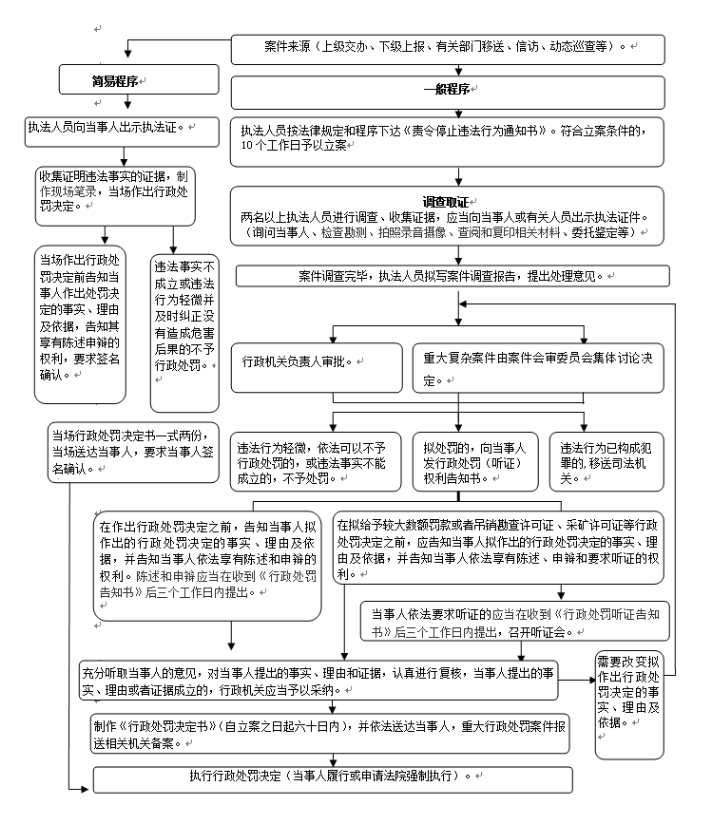 案件来源（上级交办、下级上报、有关部门移送、信访、动态巡查等）。
简易程序
一般程序
执法人员向当事人出示执法证。
执法人员按法律规定和程序下达《责令停止违法行为通知书》。符合立案条件的，
10个工作日予以立案
收集证明违法事实的证据，制
作现场笔录，当场作出行政处
罚决定。
调查取证
两名以上执法人员进行调查、收集证据，应当向当事人或有关人员出示执法证件。
（询问当事人、检查勘测、拍照录音摄像、查阅和复印相关材料、委托鉴定等）
当场作出行政处
罚决定前告知当
事人作出处罚决
定的事实、理由
及依据，告知其
享有陈述申辩的
权利，要求签名
确认。
违法事实不
成立或违法
行为轻微并
及时纠正没
有造成危害
后果的不予
行政处罚。
案件调查完毕，执法人员拟写案件调查报告，提出处理意见。
行政机关负责人审批。
重大复杂案件由案件会审委员会集体讨论决
定。
当场行政处罚决定书一式两份，
当场送达当事人，要求当事人签
名确认。
违法行为轻微，依法可以不予
行政处罚的，或违法事实不能
成立的，不予处罚。
拟处罚的，向当事人
发行政处罚（听证）
权利告知书。
违法行为已构成犯
罪的，移送司法机
关。
在作出行政处罚决定之前，告知当事人拟
作出的行政处罚决定的事实、理由及依
据，并告知当事人依法享有陈述和申辩的
权利。陈述和申辩应当在收到《行政处罚
告知书》后三个工作日内提出。
在拟给予较大数额罚款或者吊销勘查许可证、采矿许可证等行政
处罚决定之前，应告知当事人拟作出的行政处罚决定的事实、理
由及依据，并告知当事人依法享有陈述、申辩和要求听证的权
利。
当事人依法要求听证的应当在收到《行政处罚听证告知
书》后三个工作日内提出，召开听证会。
充分听取当事人的意见，对当事人提出的事实、理由和证据，认真进行复核，当事人提出的事
实、理由或者证据成立的，行政机关应当予以采纳。
需要改变拟
作出行政处
罚决定的事
实、理由及
依据。
制作《行政处罚决定书》（自立案之日起六十日内），并依法送达当事人，重大行政处罚案件报
送相关机关备案。
执行行政处罚决定（当事人履行或申请法院强制执行）。